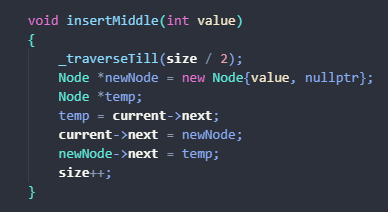 void insertMiddle(int value)
{
    _traverseTill(size / 2);
    Node *newNode = new Node{value, nullptr};
    Node *temp;
    temp = current->next;
    current->next = newNode;
    newNode->next = temp;
    size++;
}